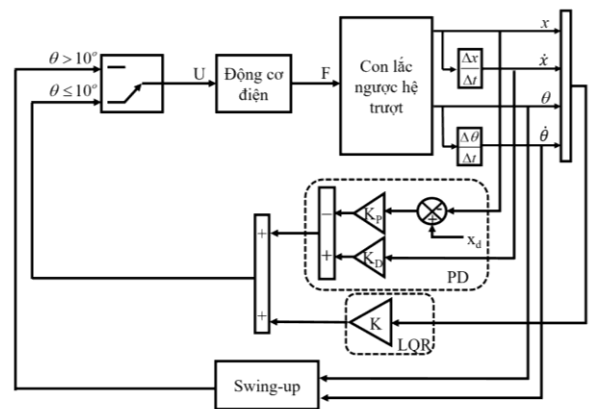 θ > 10°
θ ≤ 10°
U
Động cơ
điện
F
Con lắc
ngược hệ
trượt
x
Δx
Δt
ẋ
θ
Δθ
Δt
θ̇
−
+
K_P
K_D
−
+
x_d
PD
+
+
K
LQR
Swing-up